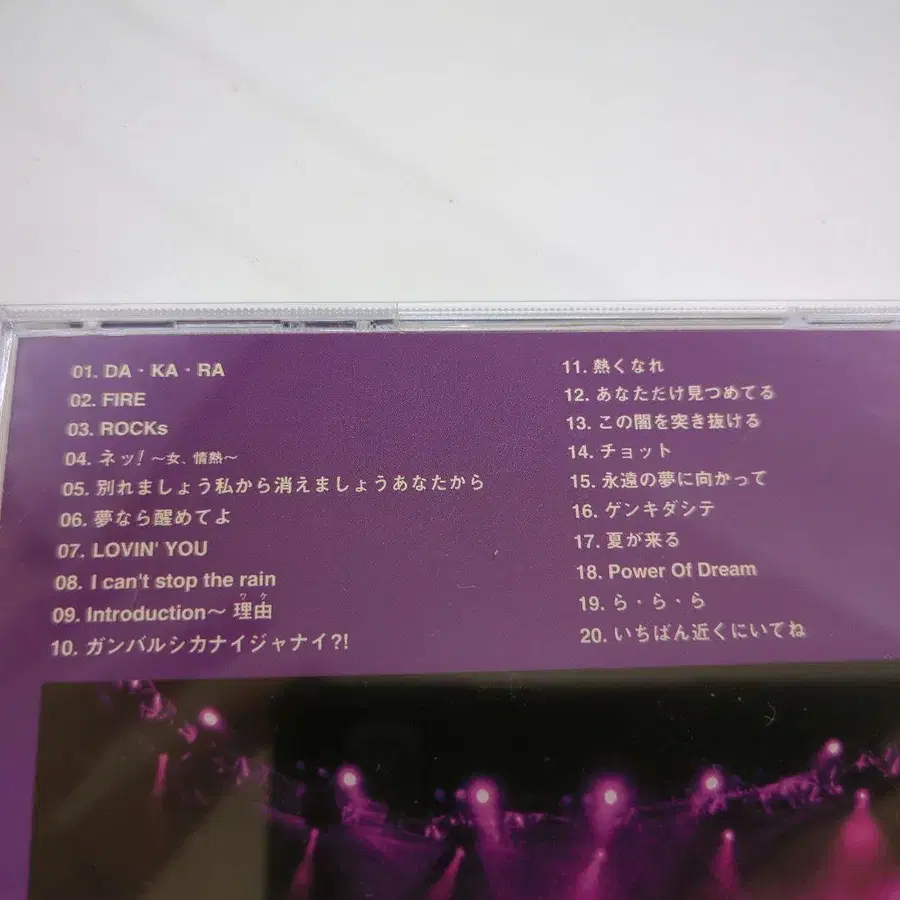 01. DA・KA・RA
02. FIRE
03. ROCKs
04. ネッ! 〜女、情熱〜
05. 別れましょう私から消えましょうあなたから
06. 夢なら醒めてよ
07. LOVIN' YOU
08. I can't stop the rain
ワケ
09. Introduction〜 理由
10. ガンバルシカナイジャナイ?!
11. 熱くなれ
12. あなただけ見つめてる
13. この闇を突き抜ける
14. チョット
15. 永遠の夢に向かって
16. ゲンキダシテ
17. 夏が来る
18. Power Of Dream
19. ら・ら・ら
20. いちばん近くにいてね